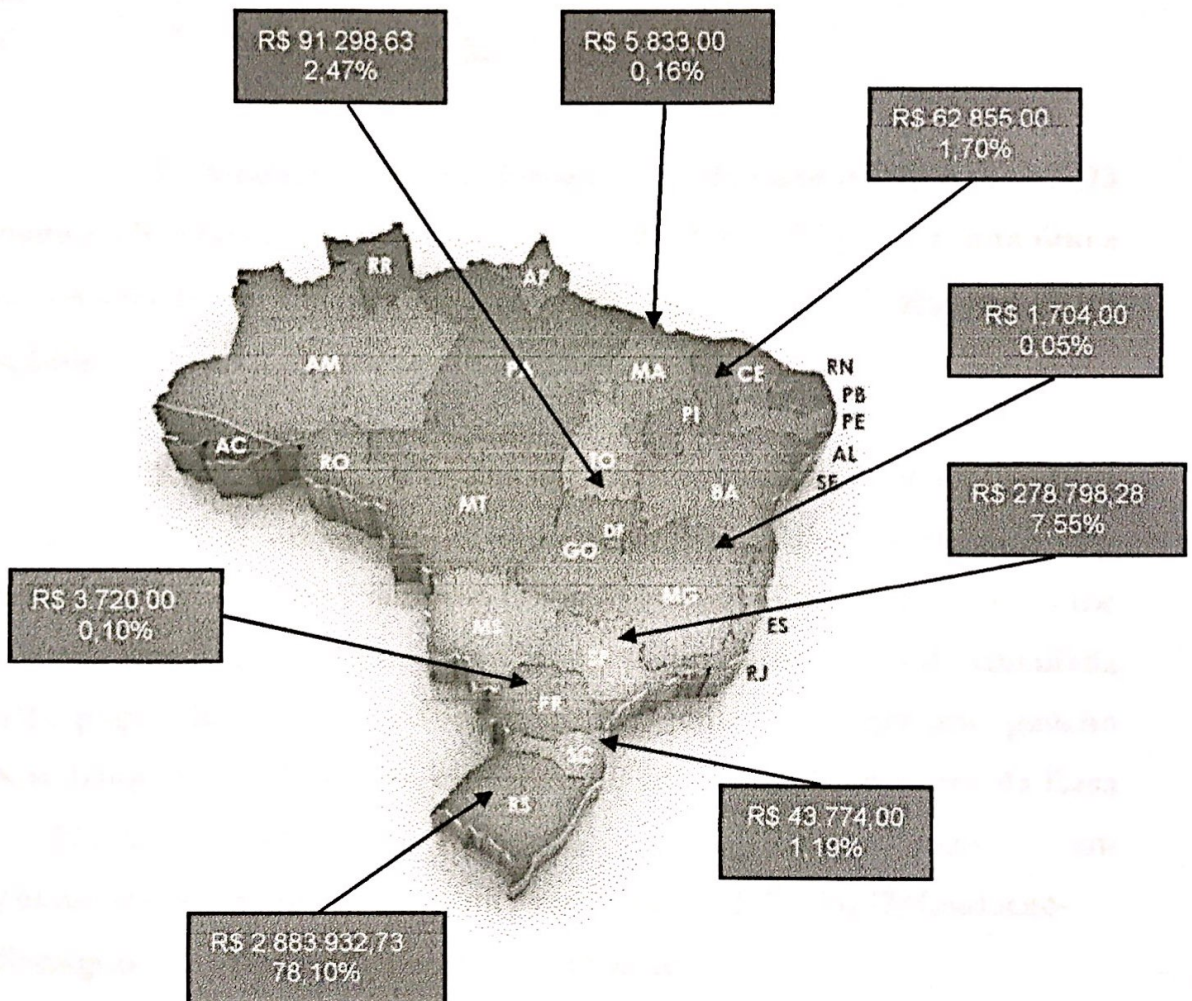 R$ 91.298,63
2,47%
R$ 5.833,00
0,16%
R$ 62.855,00
1,70%
RR
AP
R$ 1.704,00
0,05%
AM
PA
MA
CE
RN
PB
PI
PE
AC
RO
TO
AL
SE
MT
BA
R$ 278.798,28
7,55%
DF
GO
R$ 3.720,00
0,10%
MS
MG
ES
SP
RJ
PR
SC
RS
R$ 43.774,00
1,19%
R$ 2.883.932,73
78,10%